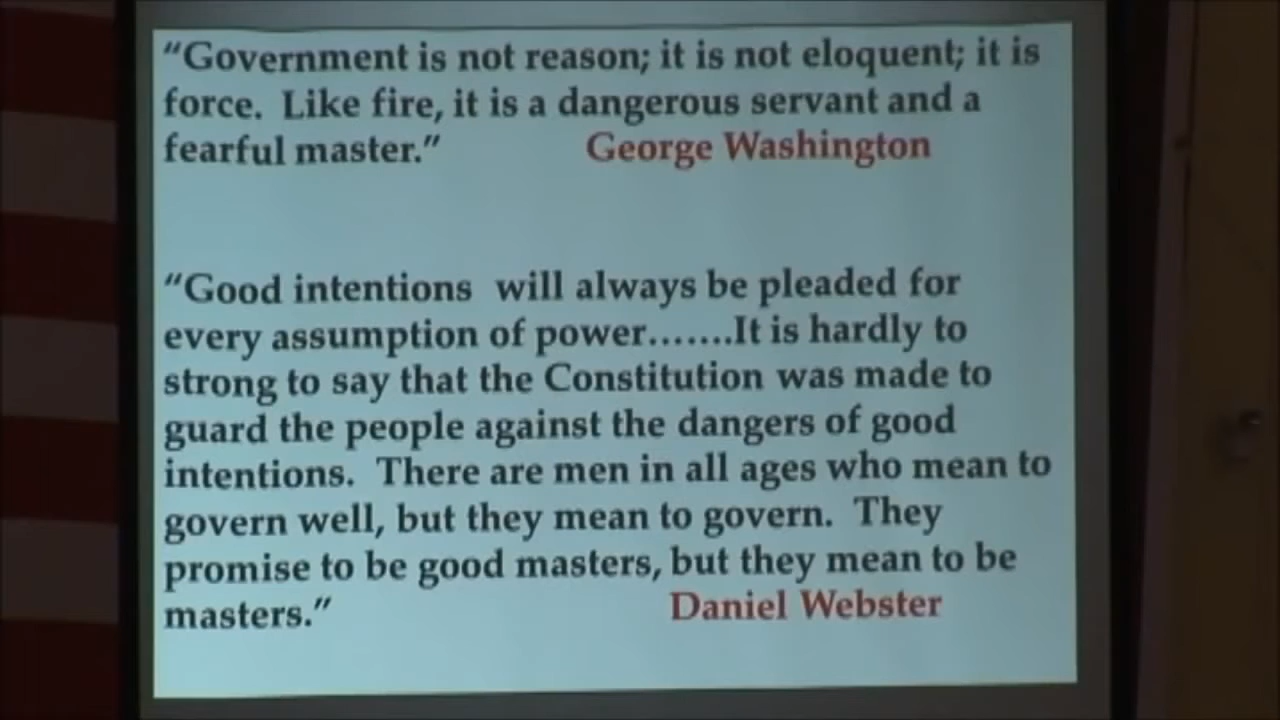 “Government is not reason; it is not eloquent; it is
force.  Like fire, it is a dangerous servant and a
fearful master.”  George Washington
“Good intentions  will always be pleaded for
every assumption of power…….It is hardly to
strong to say that the Constitution was made to
guard the people against the dangers of good
intentions.  There are men in all ages who mean to
govern well, but they mean to govern.  They
promise to be good masters, but they mean to be
masters.”  Daniel Webster